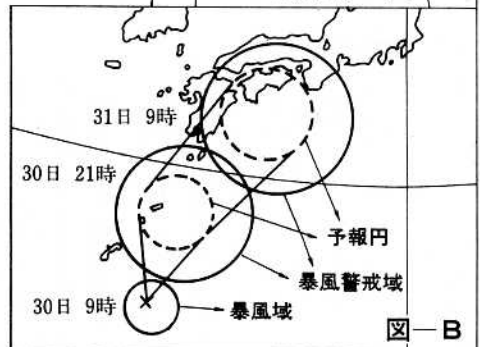 31日 9時
30日 21時
予報円
暴風警戒域
30日 9時
暴風域
図—B